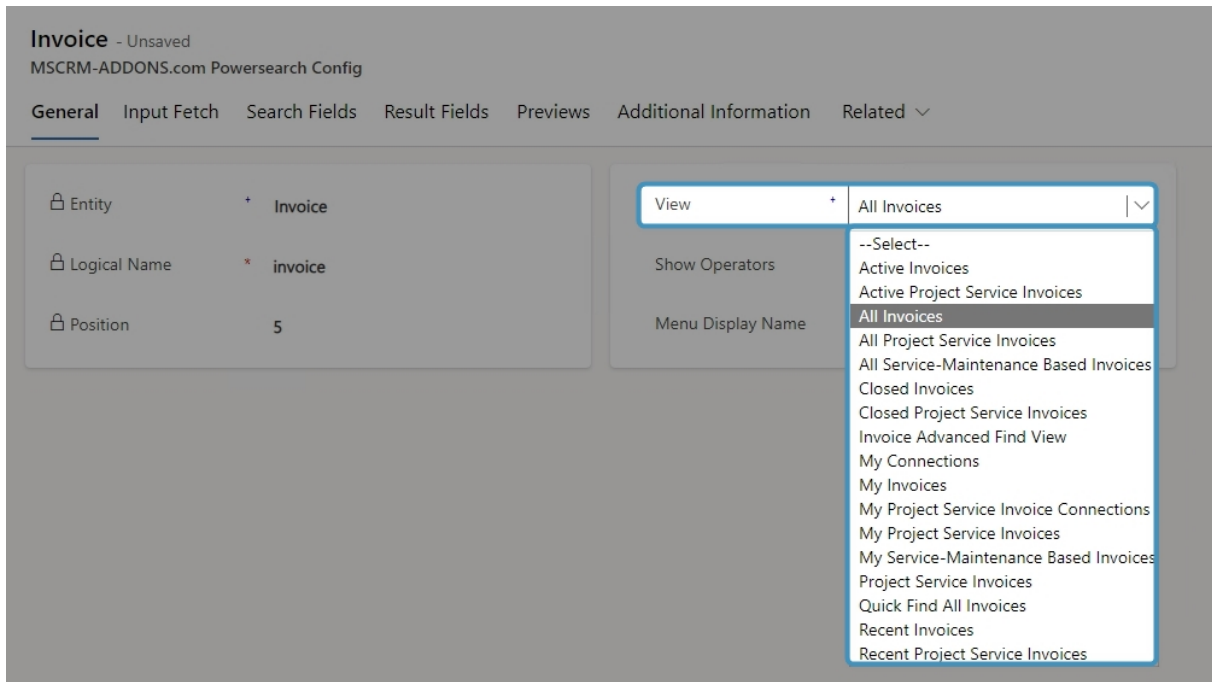 Invoice - Unsaved
MSCRM-ADDONS.com Powersearch Config
General Input Fetch Search Fields Result Fields Previews Additional Information Related
Entity + Invoice
Logical Name * invoice
Position 5
View + All Invoices
Show Operators
Menu Display Name
--Select--
Active Invoices
Active Project Service Invoices
All Invoices
All Project Service Invoices
All Service-Maintenance Based Invoices
Closed Invoices
Closed Project Service Invoices
Invoice Advanced Find View
My Connections
My Invoices
My Project Service Invoice Connections
My Project Service Invoices
My Service-Maintenance Based Invoices
Project Service Invoices
Quick Find All Invoices
Recent Invoices
Recent Project Service Invoices